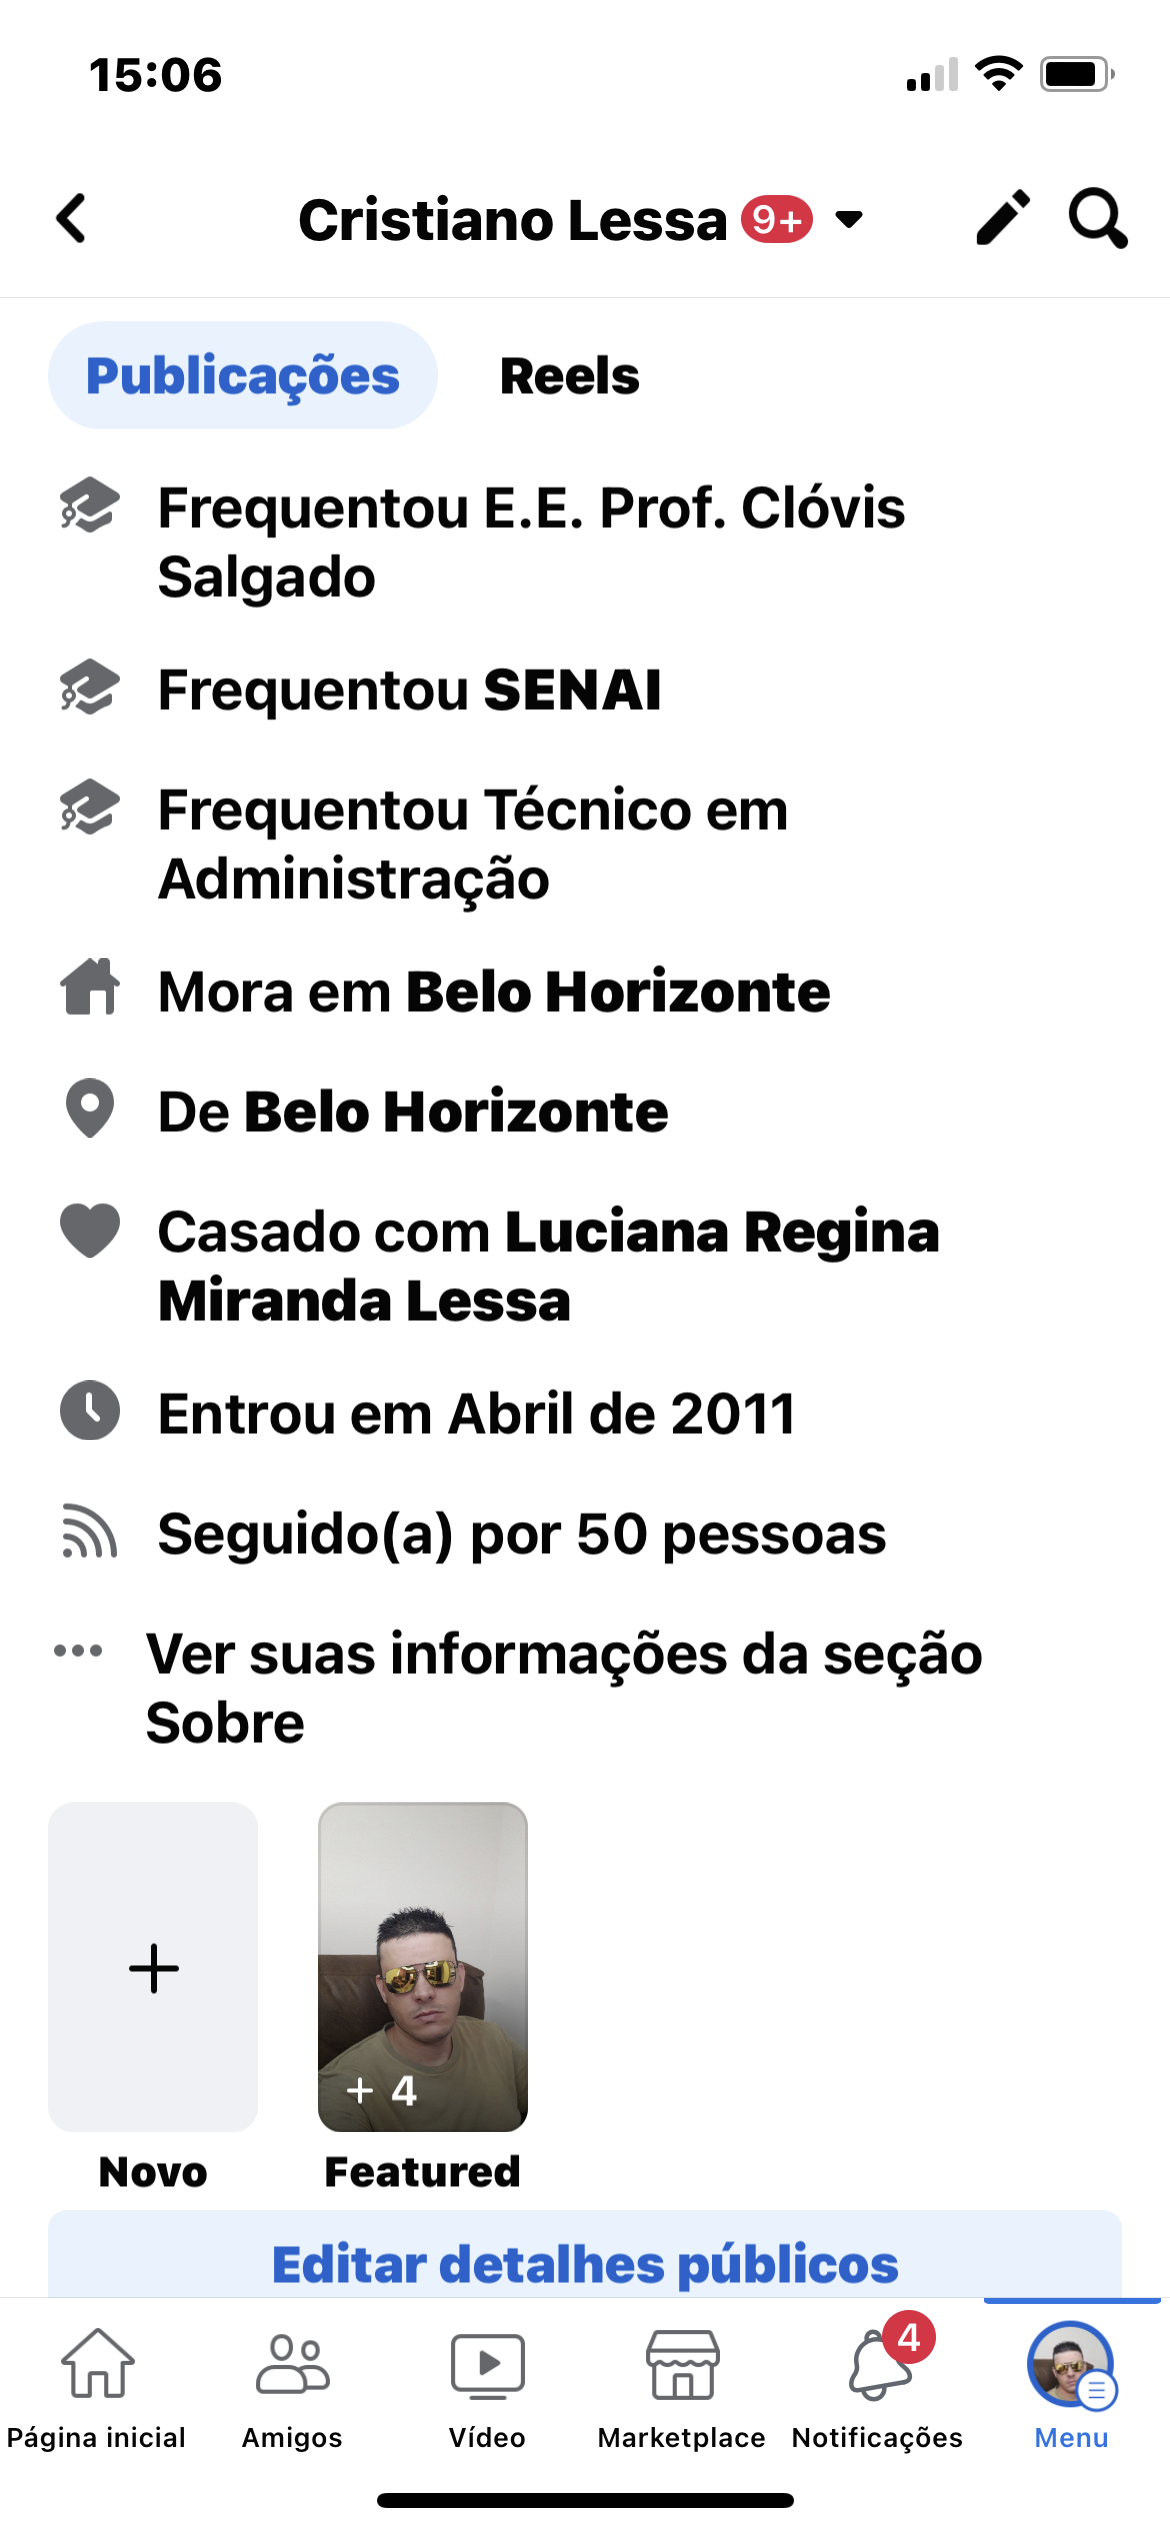 15:06
Cristiano Lessa 9+
Publicações Reels
Frequentou E.E. Prof. Clóvis
Salgado
Frequentou SENAI
Frequentou Técnico em
Administração
Mora em Belo Horizonte
De Belo Horizonte
Casado com Luciana Regina
Miranda Lessa
Entrou em Abril de 2011
Seguido(a) por 50 pessoas
Ver suas informações da seção
Sobre
+ 4
Novo Featured
Editar detalhes públicos
4
Página inicial Amigos Vídeo Marketplace Notificações Menu